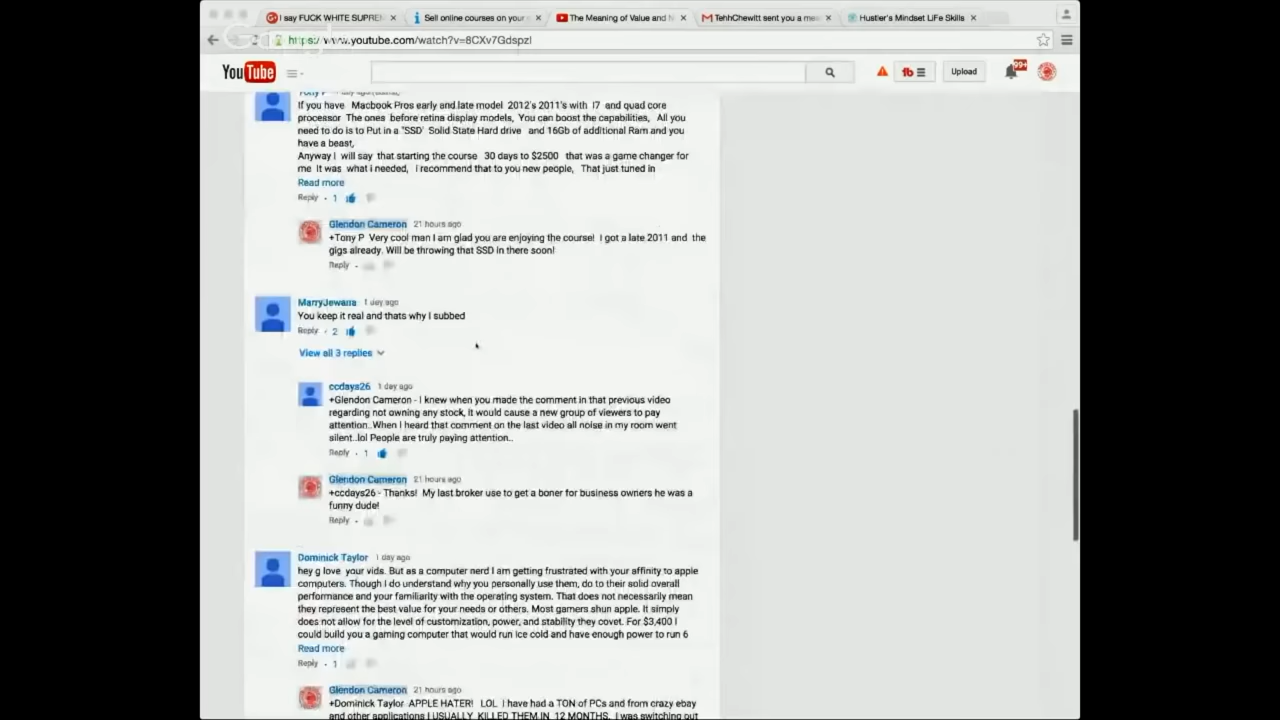 I say FUCK WHITE SUPREM
Sell online courses on your
The Meaning of Value and
TehhChewitt sent you a me
Hustler's Mindset LiFe Skills
https://www.youtube.com/watch?v=8CXv7Gdspzl
YouTube
Upload
99+
Tony P
If you have Macbook Pros early and late model 2012's 2011's with I7 and quad core
processor The ones before retina display models, You can boost the capabilities, All you
need to do is to Put in a "SSD' Solid State Hard drive and 16Gb of additional Ram and you
have a beast,
Anyway I will say that starting the course 30 days to $2500 that was a game changer for
me It was what i needed, i recommend that to you new people, That just tuned in
Read more
Reply · 1
Glendon Cameron 21 hours ago
+Tony P Very cool man I am glad you are enjoying the course! I got a late 2011 and the
gigs already. Will be throwing that SSD in there soon!
Reply ·
MarryJewana 1 day ago
You keep it real and thats why I subbed
Reply · 2
View all 3 replies
ccdays26 1 day ago
+Glendon Cameron - I knew when you made the comment in that previous video
regarding not owning any stock, it would cause a new group of viewers to pay
attention..When I heard that comment on the last video all noise in my room went
silent..lol People are truly paying attention..
Reply · 1
Glendon Cameron 21 hours ago
+ccdays26 - Thanks! My last broker use to get a boner for business owners he was a
funny dude!
Reply ·
Dominick Taylor 1 day ago
hey g love your vids. But as a computer nerd I am getting frustrated with your affinity to apple
computers. Though I do understand why you personally use them, do to their solid overall
performance and your familiarity with the operating system. That does not necessarily mean
they represent the best value for your needs or others. Most gamers shun apple. It simply
does not allow for the level of customization, power, and stability they covet. For $3,400 I
could build you a gaming computer that would run ice cold and have enough power to run 6
Read more
Reply · 1
Glendon Cameron 21 hours ago
+Dominick Taylor APPLE HATER! LOL I have had a TON of PCs and from crazy ebay
and other applications I USUALLY KILLED THEM IN 12 MONTHS. I was switching out